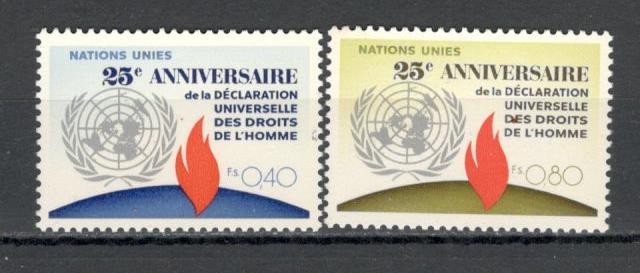 NATIONS UNIES
25e ANNIVERSAIRE
de la DÉCLARATION
UNIVERSELLE
DES DROITS
DE L'HOMME
F.s. 0,40
NATIONS UNIES
25e ANNIVERSAIRE
de la DÉCLARATION
UNIVERSELLE
DES DROITS
DE L'HOMME
F.s. 0,80